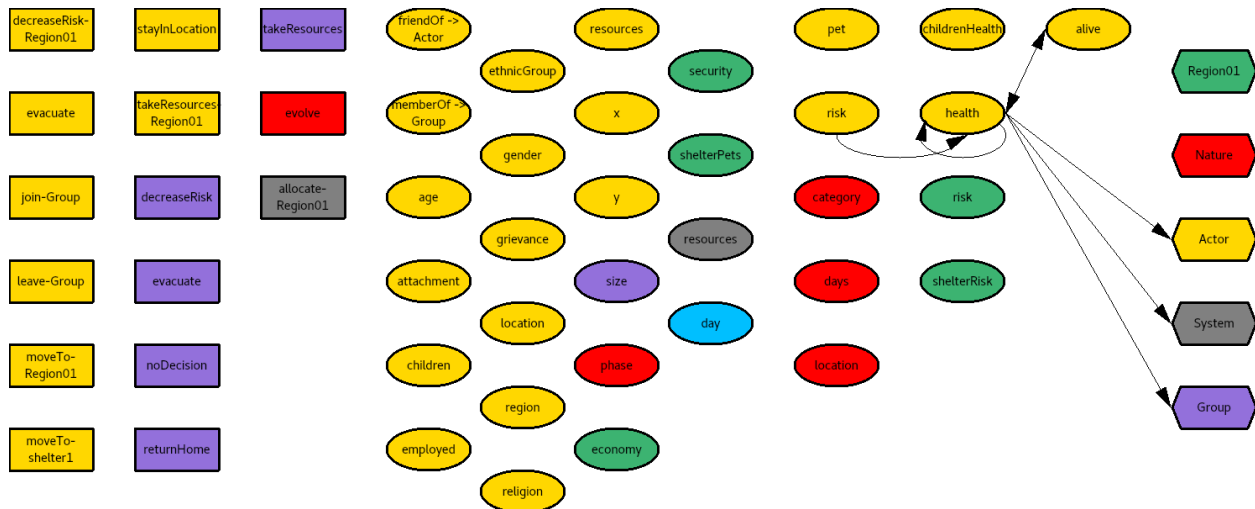 decreaseRisk-
Region01
stayInLocation
takeResources
friendOf ->
Actor
resources
pet
childrenHealth
alive
ethnicGroup
security
Region01
evacuate
takeResources-
Region01
evolve
memberOf ->
Group
x
risk
health
gender
shelterPets
Nature
join-Group
decreaseRisk
allocate-
Region01
age
y
category
risk
grievance
resources
Actor
leave-Group
evacuate
attachment
size
days
shelterRisk
location
day
System
moveTo-
Region01
noDecision
children
phase
location
region
Group
moveTo-
shelter1
returnHome
employed
economy
religion